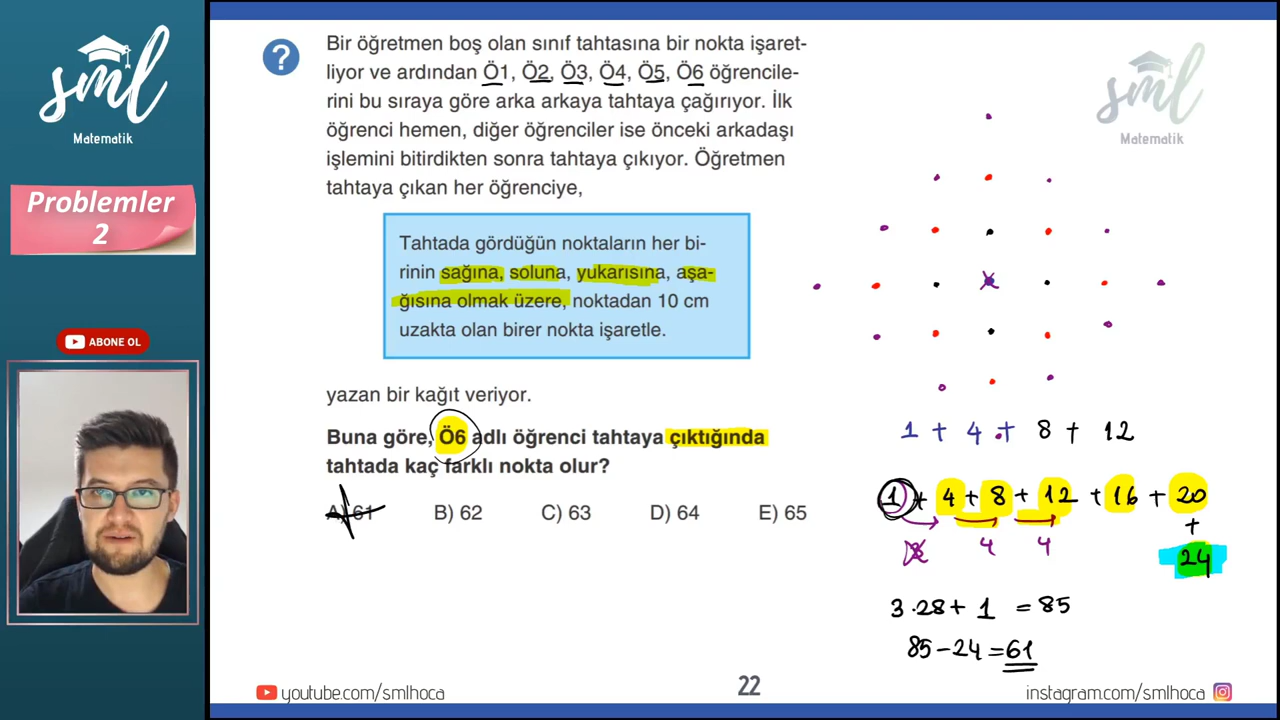 sml
Matematik
Problemler
2
ABONE OL
?
Bir öğretmen boş olan sınıf tahtasına bir nokta işaret-
liyor ve ardından Ö1, Ö2, Ö3, Ö4, Ö5, Ö6 öğrencile-
rini bu sıraya göre arka arkaya tahtaya çağırıyor. İlk
öğrenci hemen, diğer öğrenciler ise önceki arkadaşı
işlemini bitirdikten sonra tahtaya çıkıyor. Öğretmen
tahtaya çıkan her öğrenciye,
Tahtada gördüğün noktaların her bi-
rinin sağına, soluna, yukarısına, aşa-
ğısına olmak üzere, noktadan 10 cm
uzakta olan birer nokta işaretle.
yazan bir kağıt veriyor.
Buna göre, Ö6 adlı öğrenci tahtaya çıktığında
tahtada kaç farklı nokta olur?
A) 61 B) 62 C) 63 D) 64 E) 65
sml
Matematik
1 + 4 + 8 + 12
1 + 4 + 8 + 12 + 16 + 20
+
4 4 24
3.28 + 1 = 85
85 - 24 = 61
youtube.com/smlhoca
22
instagram.com/smlhoca